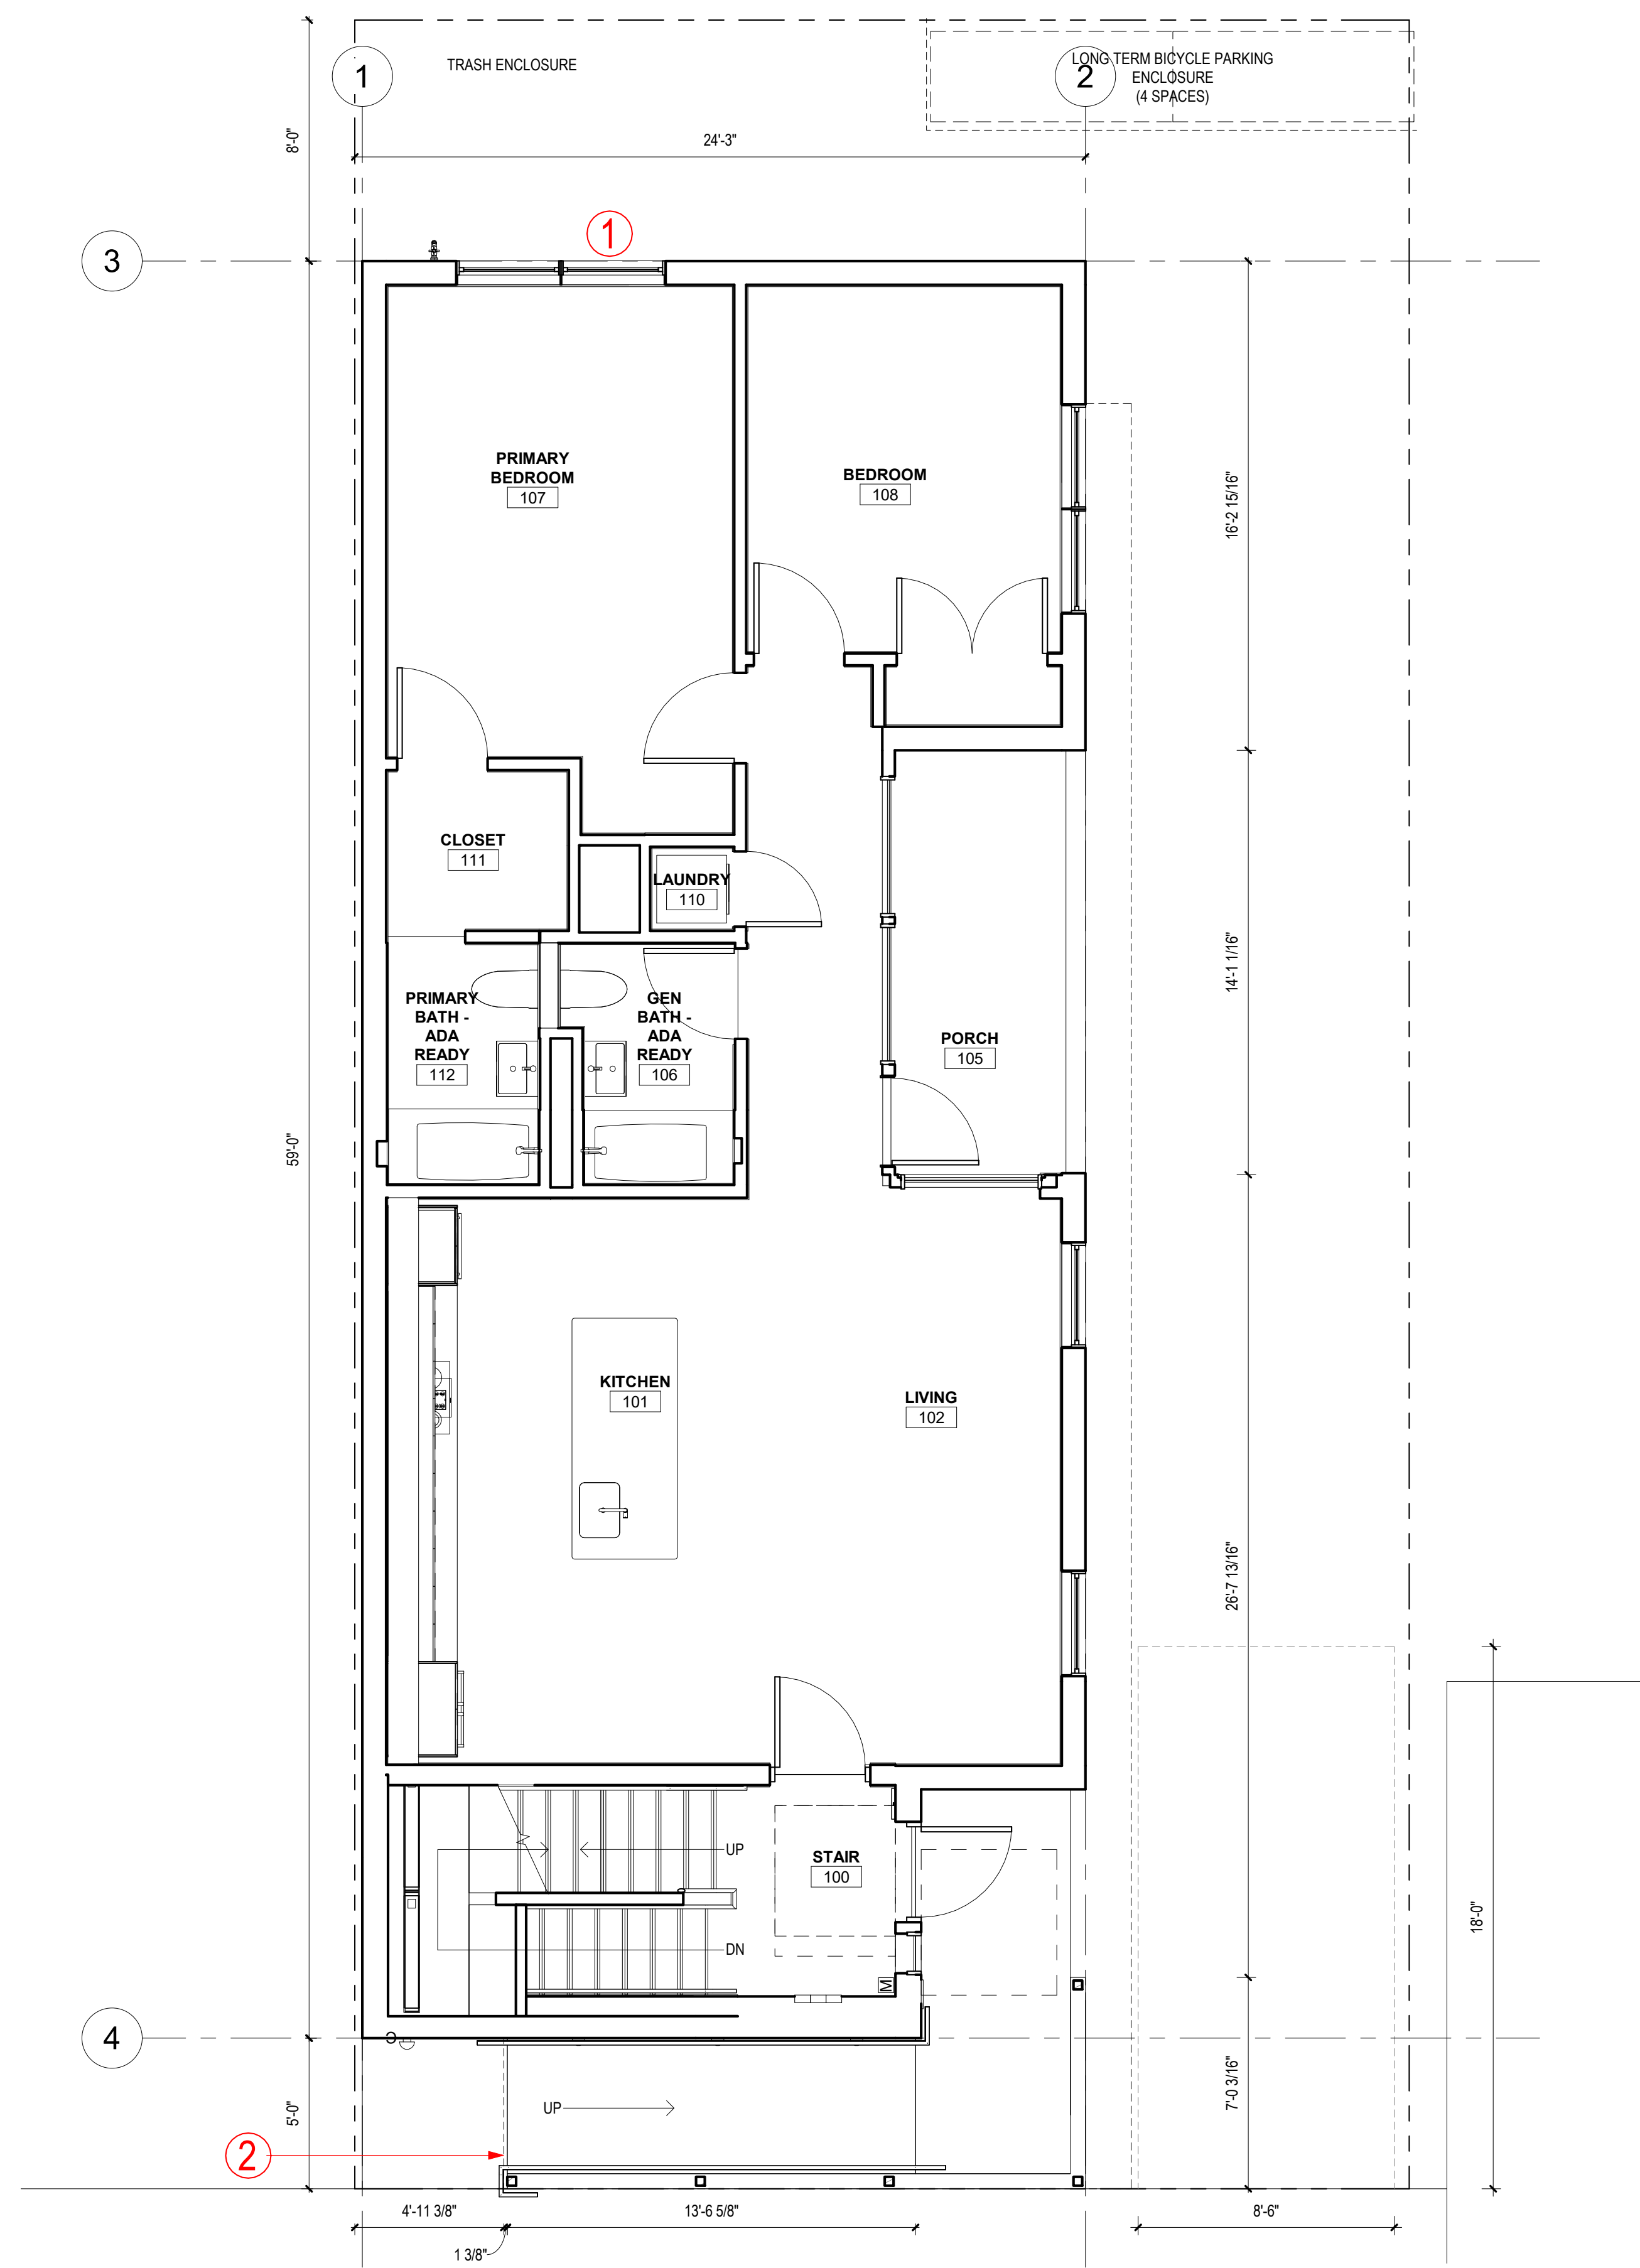 1
TRASH ENCLOSURE
2
LONG TERM BICYCLE PARKING
ENCLOSURE
(4 SPACES)
8'-0"
24'-3"
1
3
PRIMARY
BEDROOM
107
BEDROOM
108
16'-2 15/16"
CLOSET
111
LAUNDRY
110
14'-1 1/16"
PRIMARY
BATH -
ADA
READY
112
GEN
BATH -
ADA
READY
106
PORCH
105
59'-0"
KITCHEN
101
LIVING
102
26'-7 13/16"
UP
STAIR
100
DN
M
18'-0"
4
UP
5'-0"
7'-0 3/16"
2
4'-11 3/8"
13'-6 5/8"
8'-6"
1 3/8"